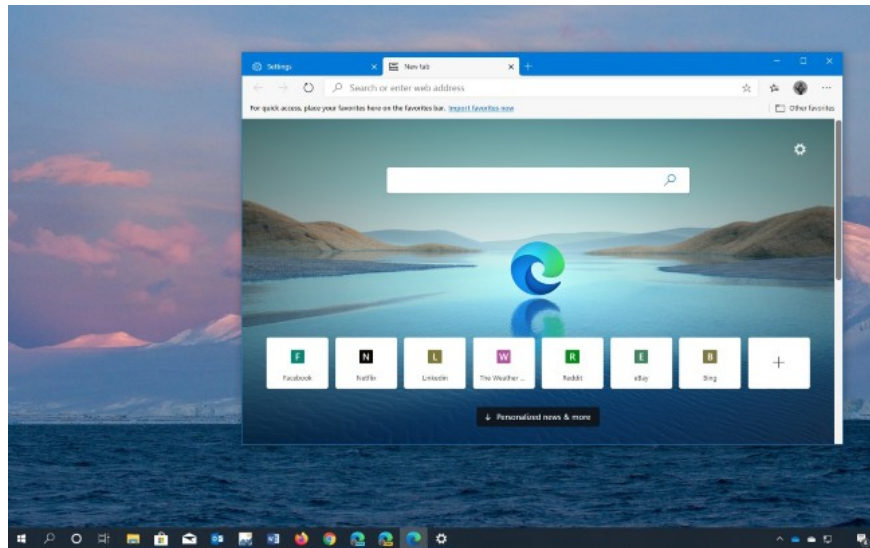 Settings
New tab
Search or enter web address
For quick access, place your favorites here on the favorites bar. Import favorites now
Other favorites
F
N
L
W
R
E
B
Facebook
Netflix
Linkedin
The Weather ...
Reddit
eBay
Bing
Personalized news & more